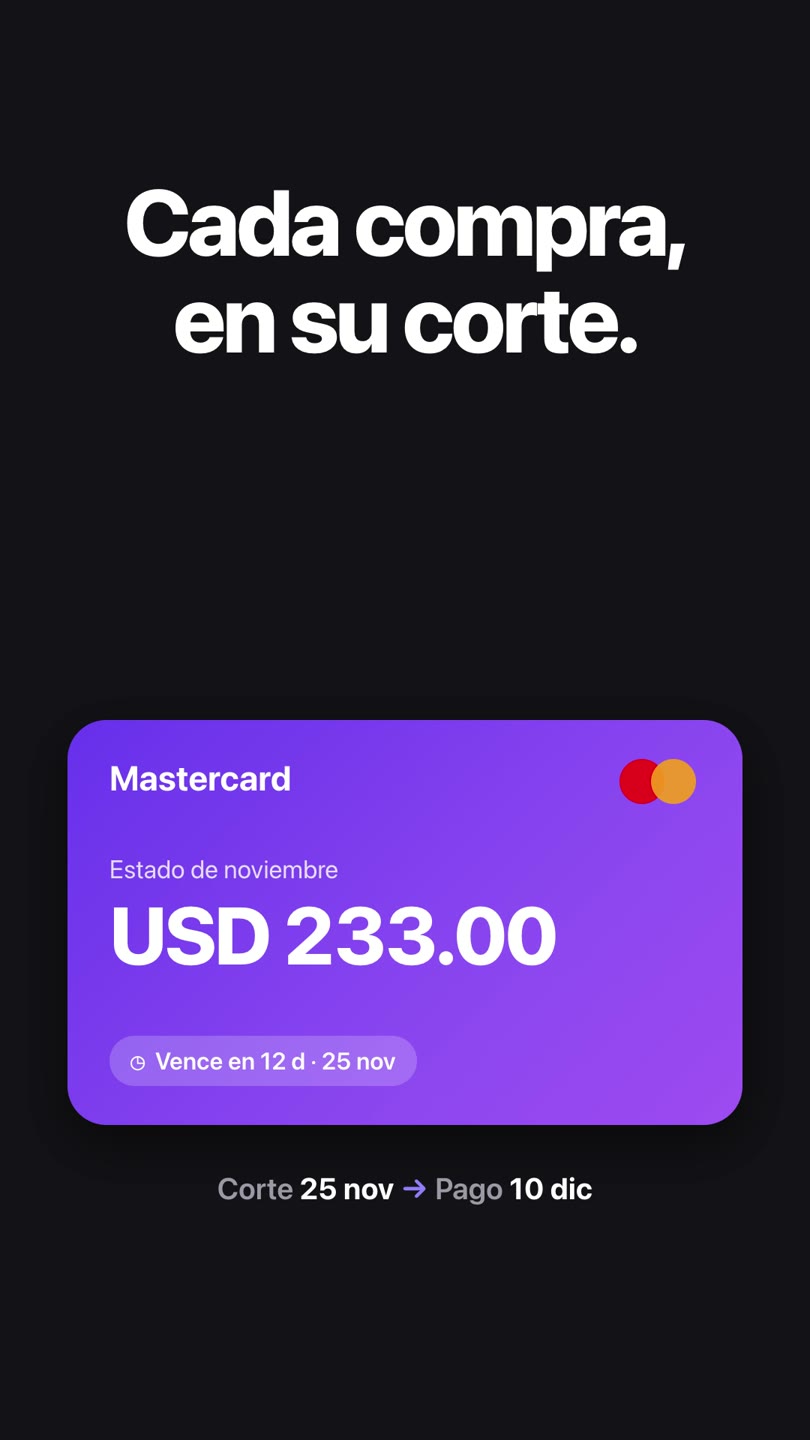 Cada compra,
en su corte.
Mastercard
Estado de noviembre
USD 233.00
Vence en 12 d · 25 nov
Corte 25 nov → Pago 10 dic